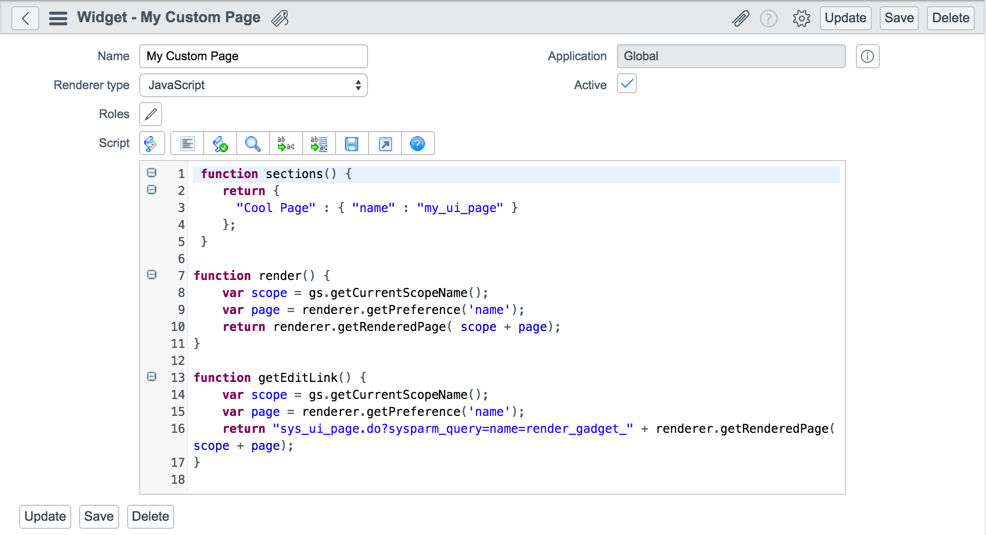 Widget - My Custom Page
Update Save Delete
Name My Custom Page Application Global
Renderer type JavaScript Active
Roles
Script
1 function sections() {
2 return {
3 "Cool Page" : { "name" : "my_ui_page" }
4 };
5 }
6
7 function render() {
8 var scope = gs.getCurrentScopeName();
9 var page = renderer.getPreference('name');
10 return renderer.getRenderedPage( scope + page);
11 }
12
13 function getEditLink() {
14 var scope = gs.getCurrentScopeName();
15 var page = renderer.getPreference('name');
16 return "sys_ui_page.do?sysparm_query=name=render_gadget_" + renderer.getRenderedPage(
scope + page);
17 }
18
Update Save Delete